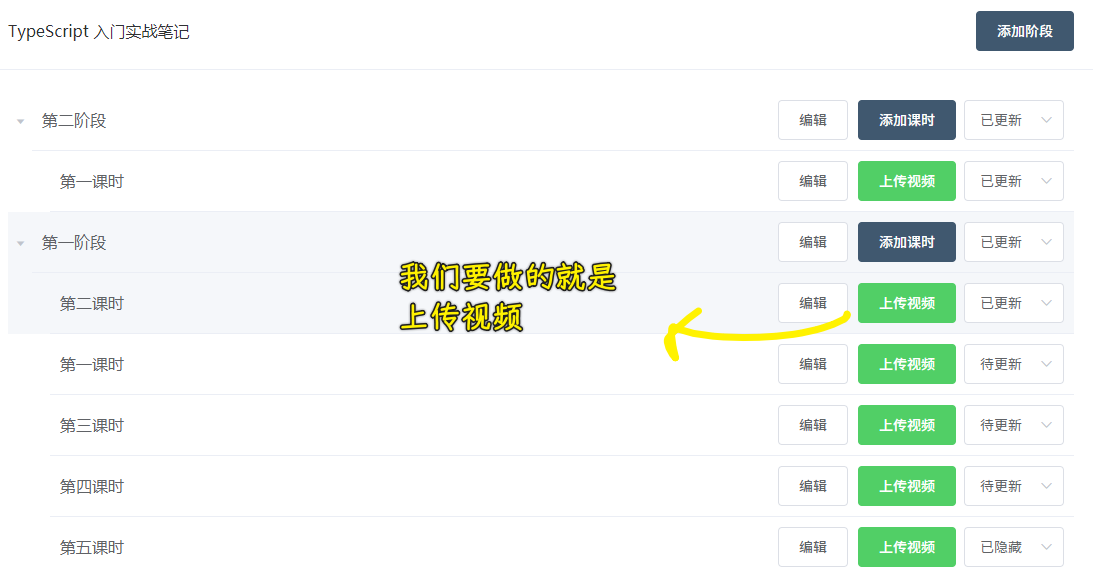 TypeScript 入门实战笔记
添加阶段
第二阶段 编辑 添加课时 已更新
第一课时 编辑 上传视频 已更新
第一阶段 编辑 添加课时 已更新
我们要做的就是
上传视频
第二课时 编辑 上传视频 已更新
第一课时 编辑 上传视频 待更新
第三课时 编辑 上传视频 待更新
第四课时 编辑 上传视频 待更新
第五课时 编辑 上传视频 已隐藏